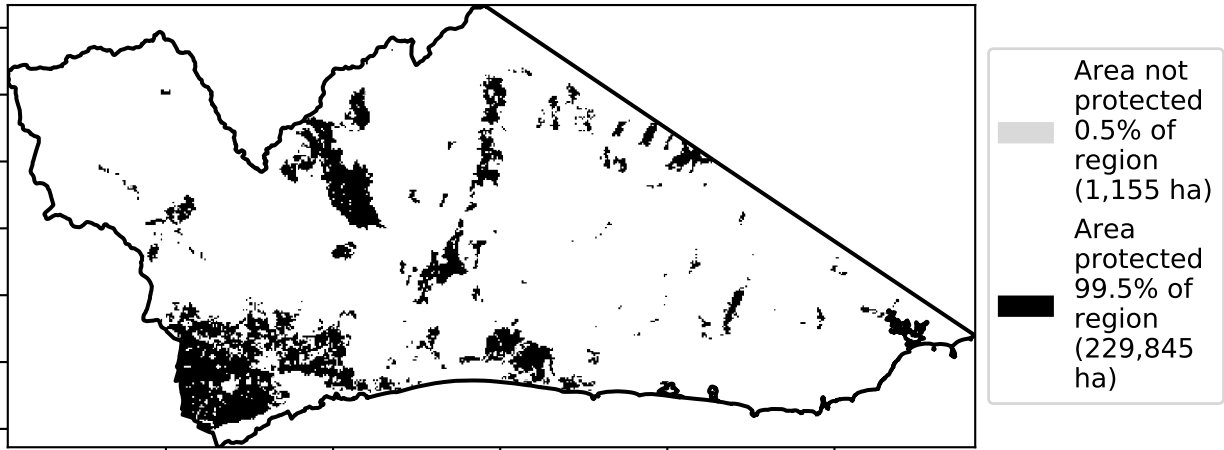 Area not
protected
0.5% of
region
(1,155 ha)
Area
protected
99.5% of
region
(229,845
ha)